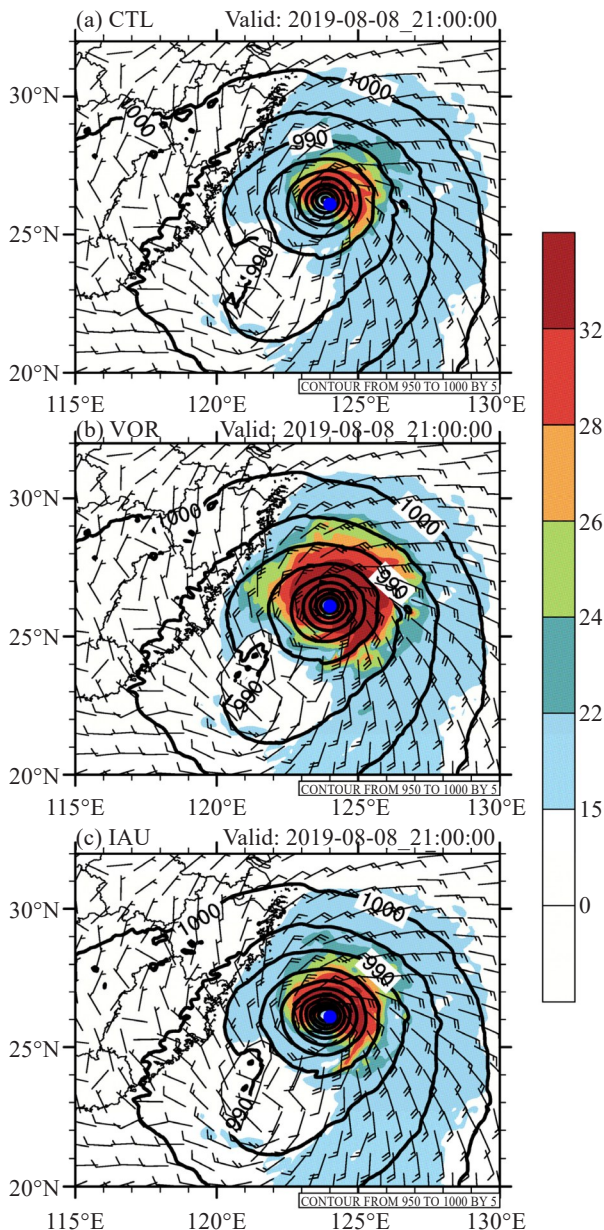 (a) CTL Valid: 2019-08-08_21:00:00
30°N
25°N
20°N
1000
1000
990
990
CONTOUR FROM 950 TO 1000 BY 5
115°E 120°E 125°E 130°E
(b) VOR Valid: 2019-08-08_21:00:00
30°N
25°N
20°N
1000
1000
990
990
CONTOUR FROM 950 TO 1000 BY 5
115°E 120°E 125°E 130°E
(c) IAU Valid: 2019-08-08_21:00:00
30°N
25°N
20°N
1000
1000
990
990
CONTOUR FROM 950 TO 1000 BY 5
115°E 120°E 125°E 130°E
32
28
26
24
22
15
0